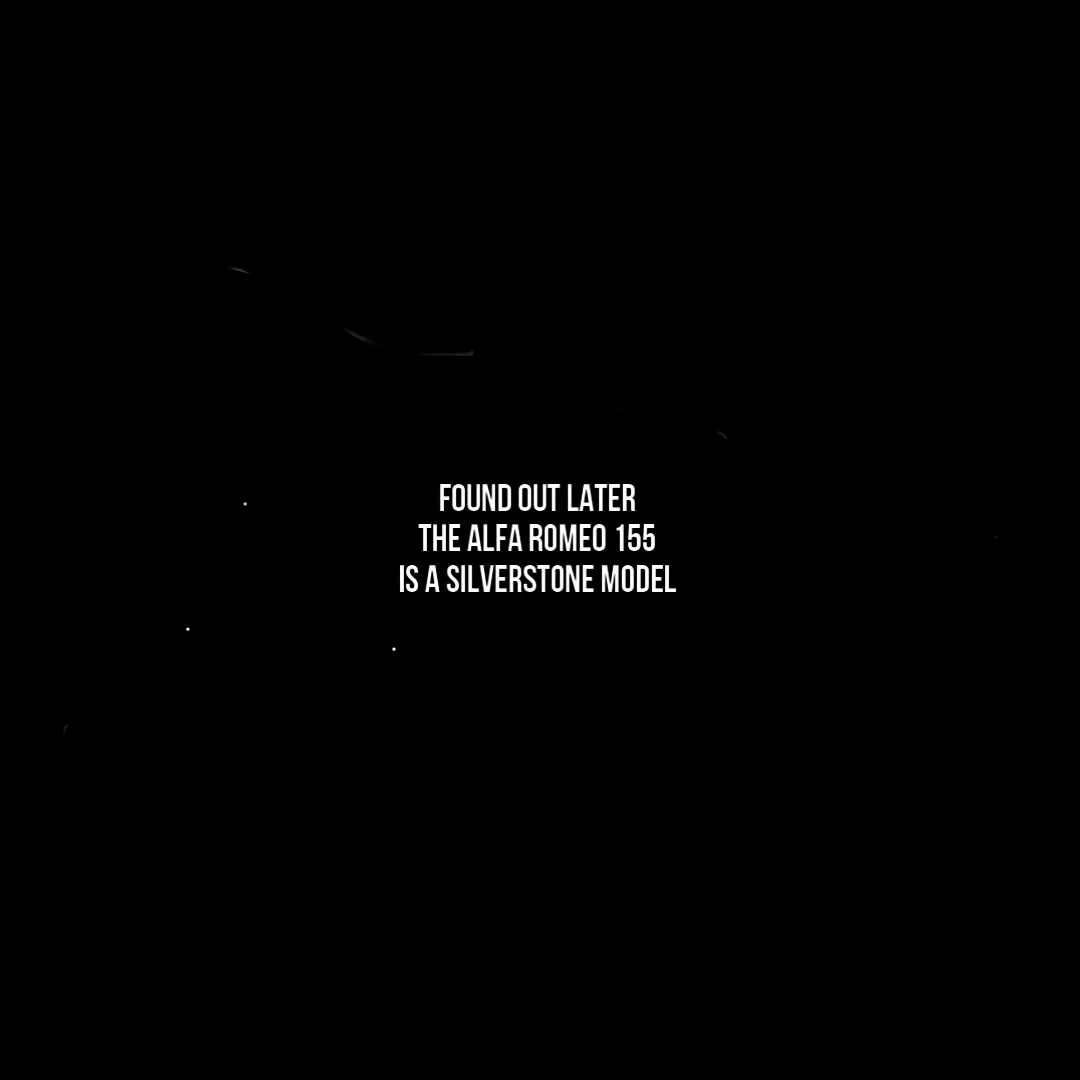 FOUND OUT LATER
THE ALFA ROMEO 155
IS A SILVERSTONE MODEL